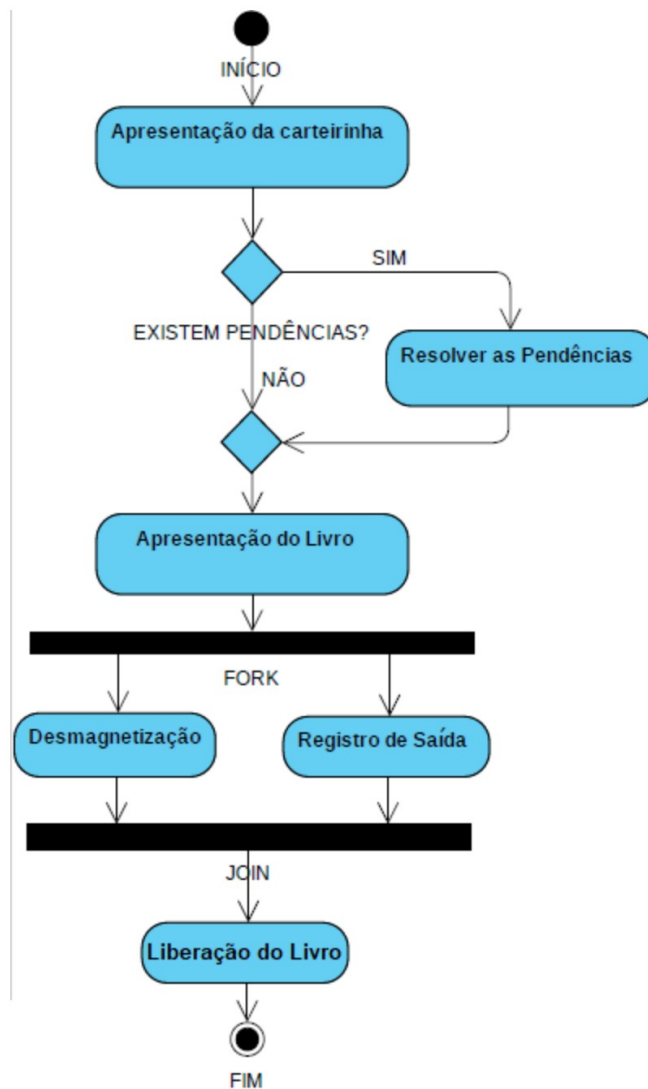 INÍCIO
Apresentação da carteirinha
SIM
EXISTEM PENDÊNCIAS?
Resolver as Pendências
NÃO
Apresentação do Livro
FORK
Desmagnetização
Registro de Saída
JOIN
Liberação do Livro
FIM